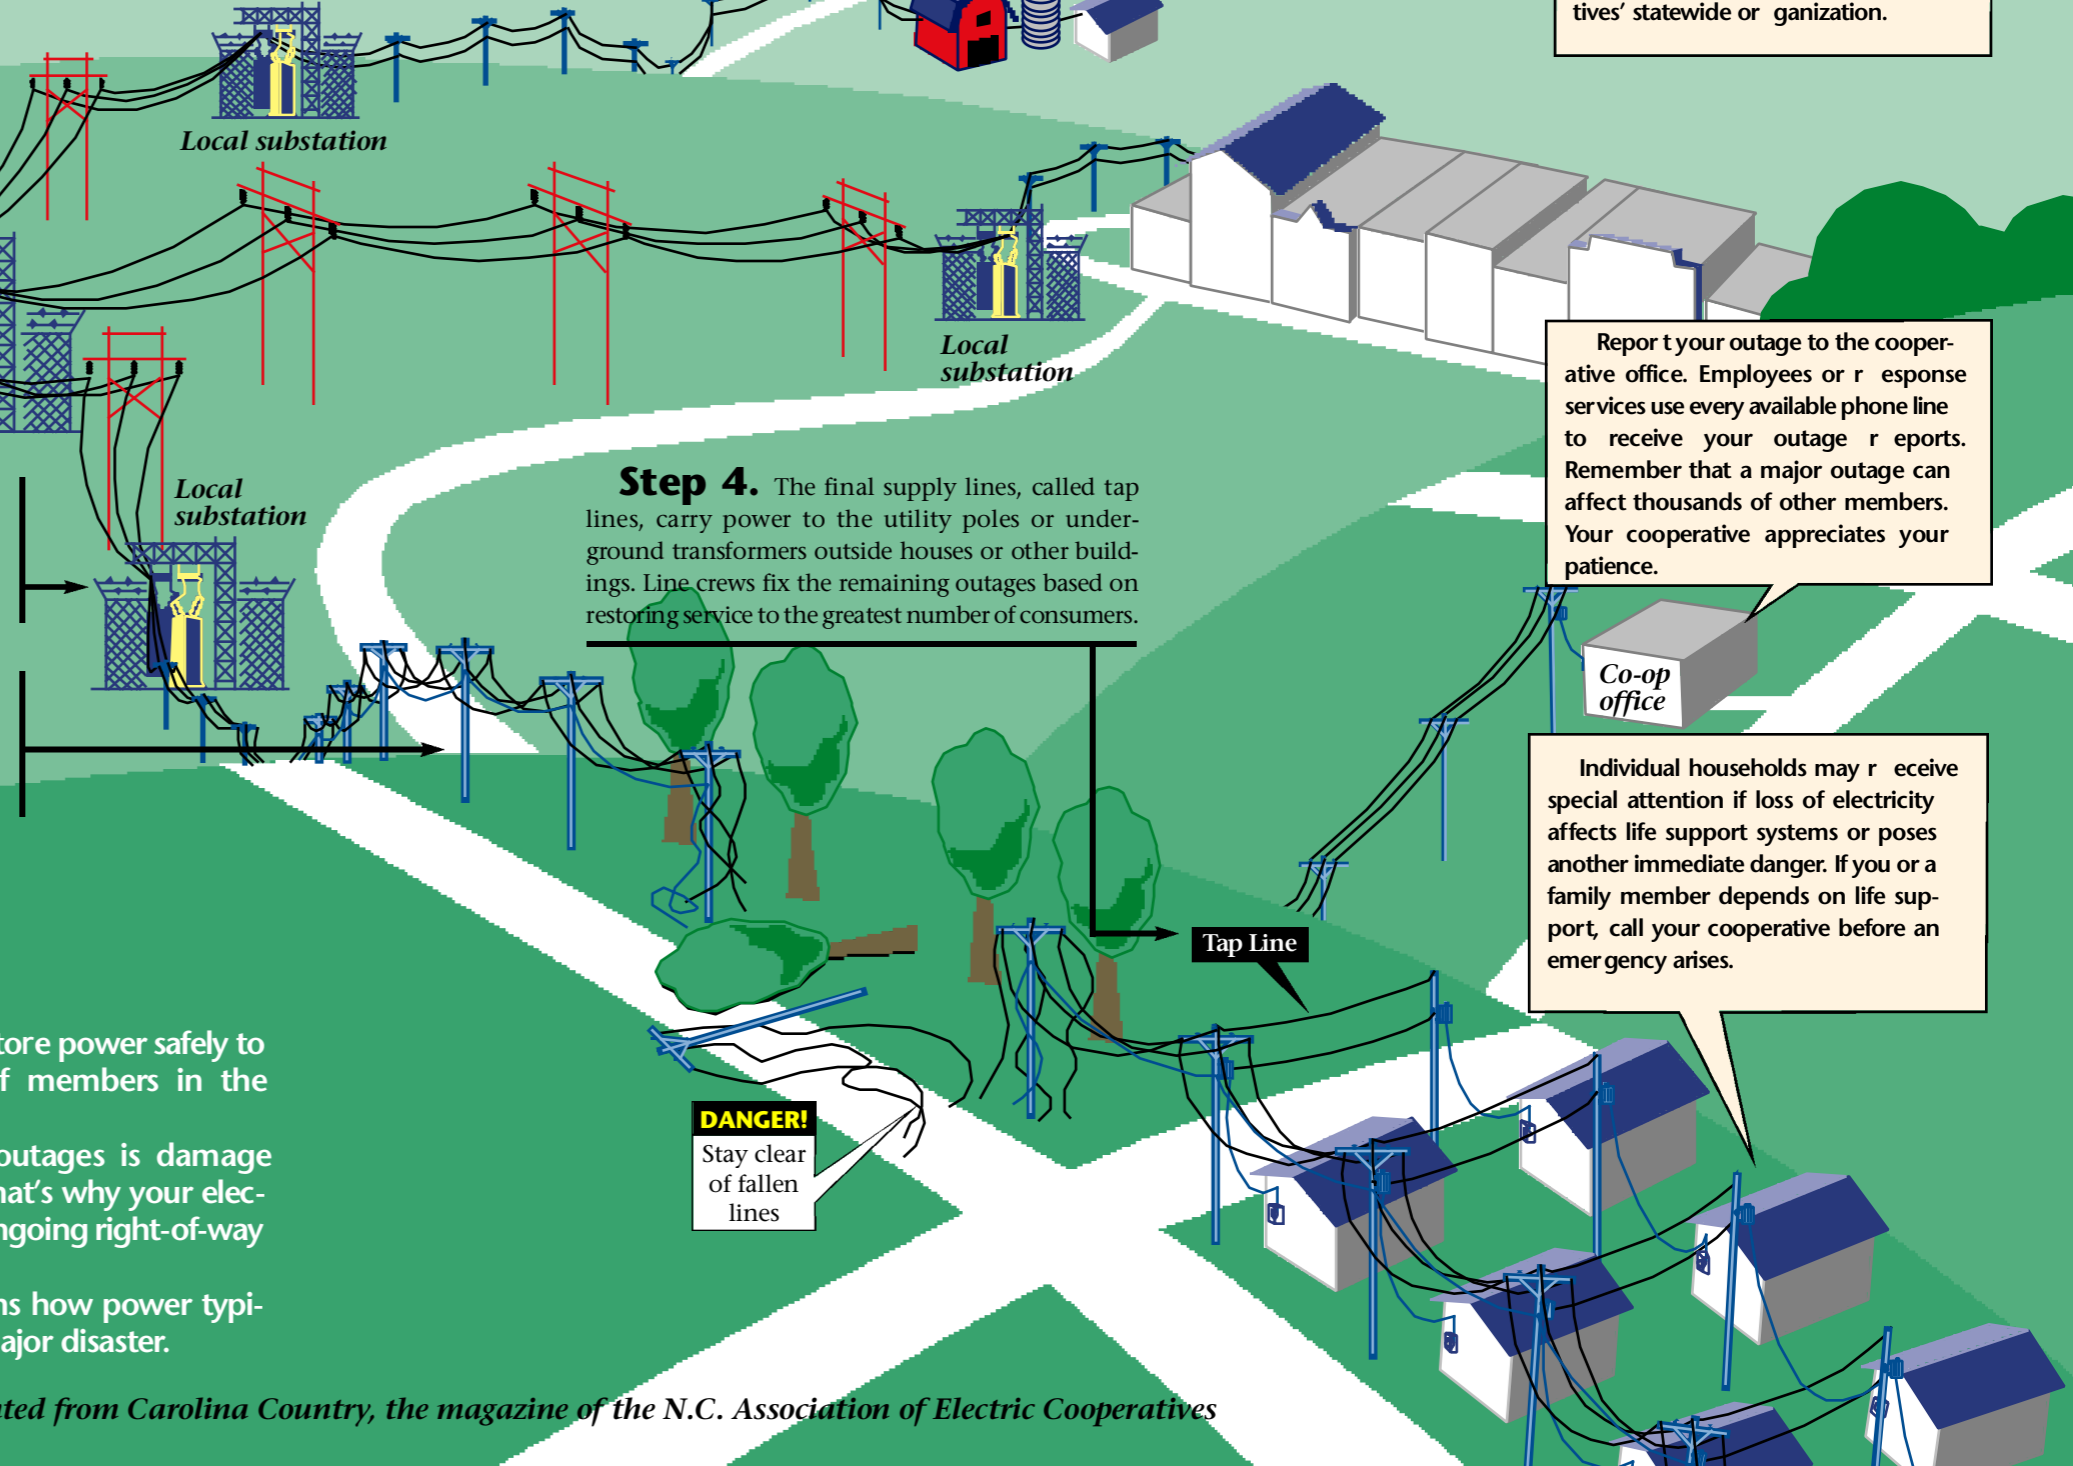 tives' statewide or ganization.
Local substation
Local
substation
Repor t your outage to the cooper-
ative office. Employees or r esponse
services use every available phone line
to receive your outage r eports.
Remember that a major outage can
affect thousands of other members.
Your cooperative appreciates your
patience.
Local
substation
Step 4. The final supply lines, called tap
lines, carry power to the utility poles or under-
ground transformers outside houses or other build-
ings. Line crews fix the remaining outages based on
restoring service to the greatest number of consumers.
Co-op
office
Individual households may r eceive
special attention if loss of electricity
affects life support systems or poses
another immediate danger. If you or a
family member depends on life sup-
port, call your cooperative before an
emer gency arises.
Tap Line
tore power safely to
f members in the
DANGER!
Stay clear
of fallen
lines
outages is damage
hat's why your elec-
ngoing right-of-way
ns how power typi-
ajor disaster.
ted from Carolina Country, the magazine of the N.C. Association of Electric Cooperatives